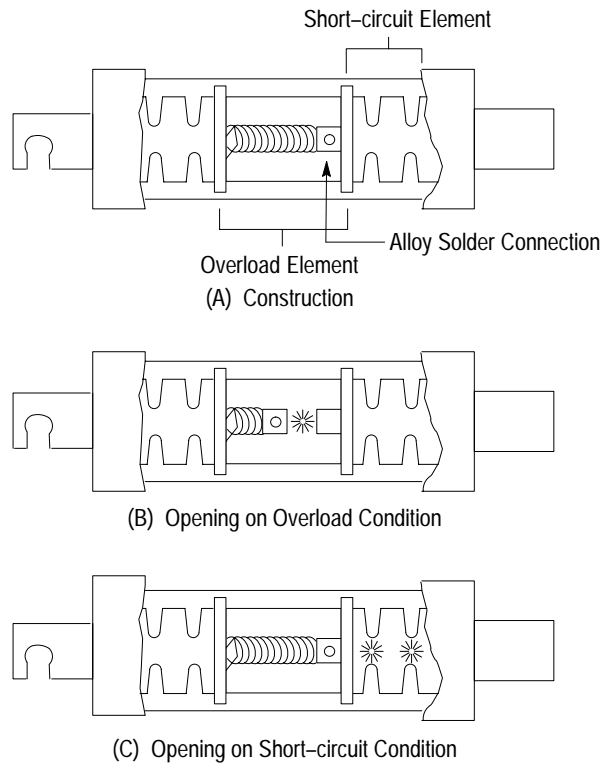 Short–circuit Element
Alloy Solder Connection
Overload Element
(A) Construction
(B) Opening on Overload Condition
(C) Opening on Short–circuit Condition